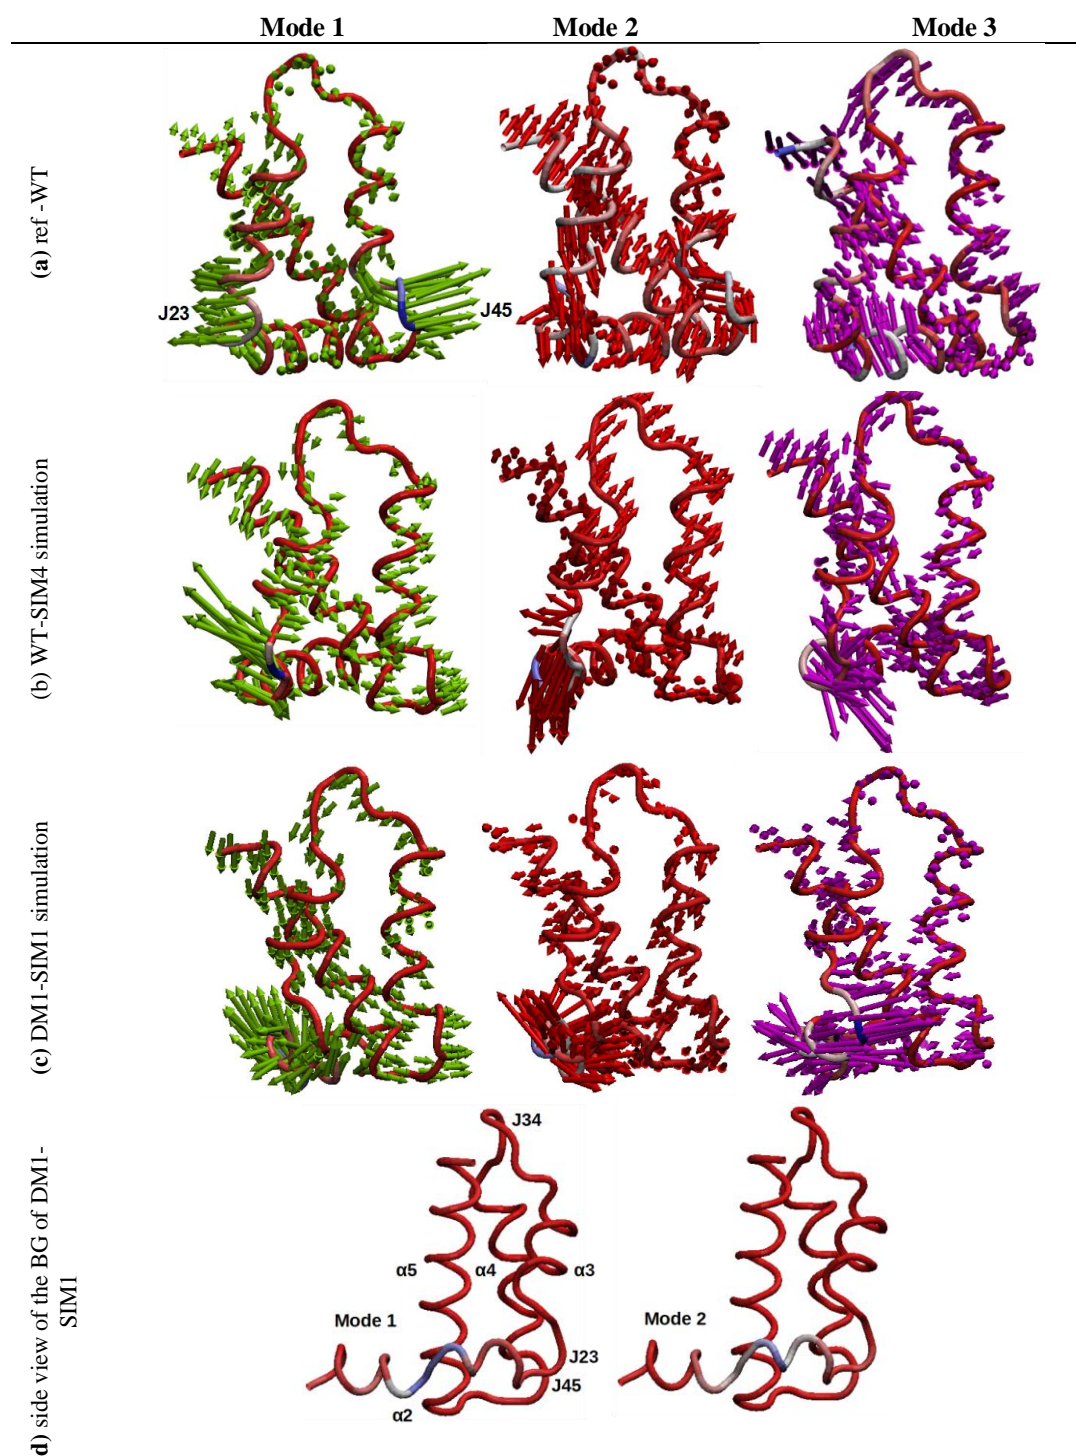 Mode 1 Mode 2 Mode 3
(a) ref -WT
J23
J45
(b) WT-SIM4 simulation
(c) DM1-SIM1 simulation
d) side view of the BG of DM1-
SIM1
J34
α5
α4
α3
Mode 1
J23
J45
α2
Mode 2